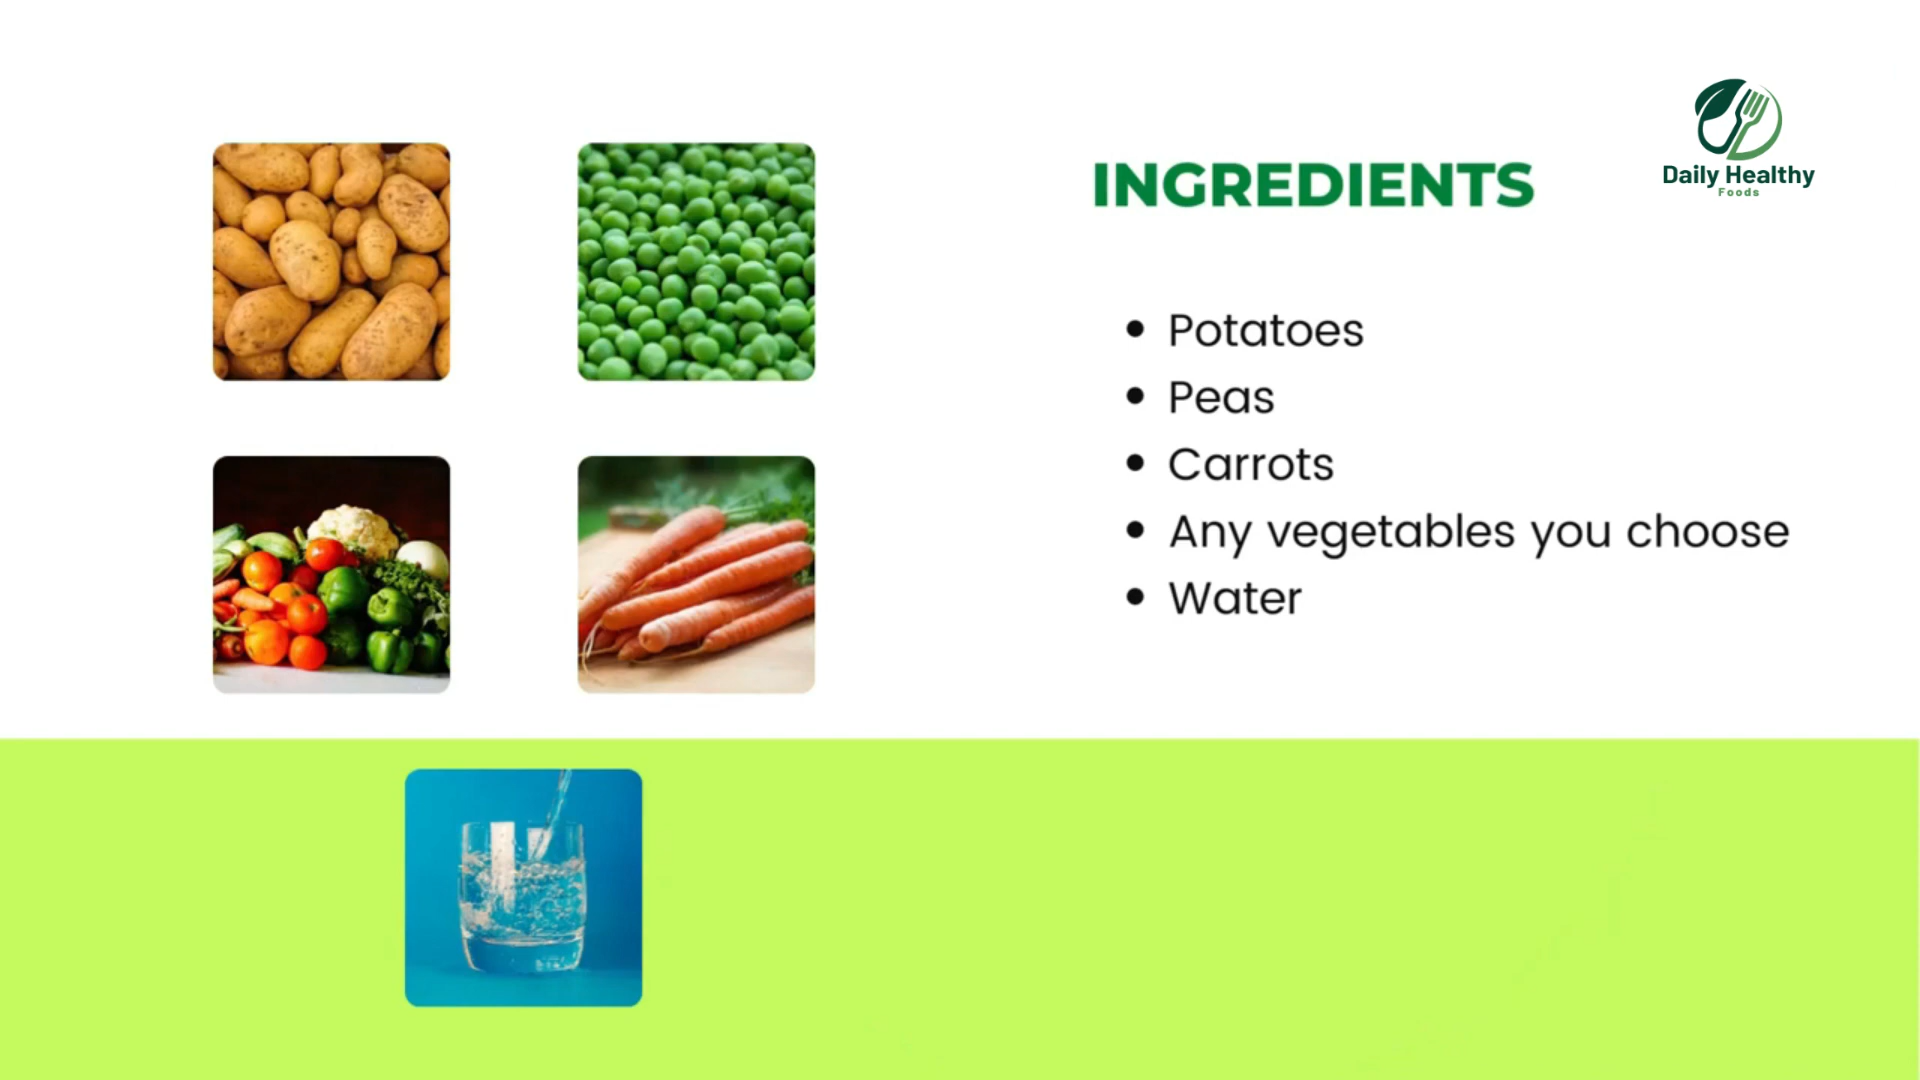 INGREDIENTS
Daily Healthy
Foods
Potatoes
Peas
Carrots
Any vegetables you choose
Water